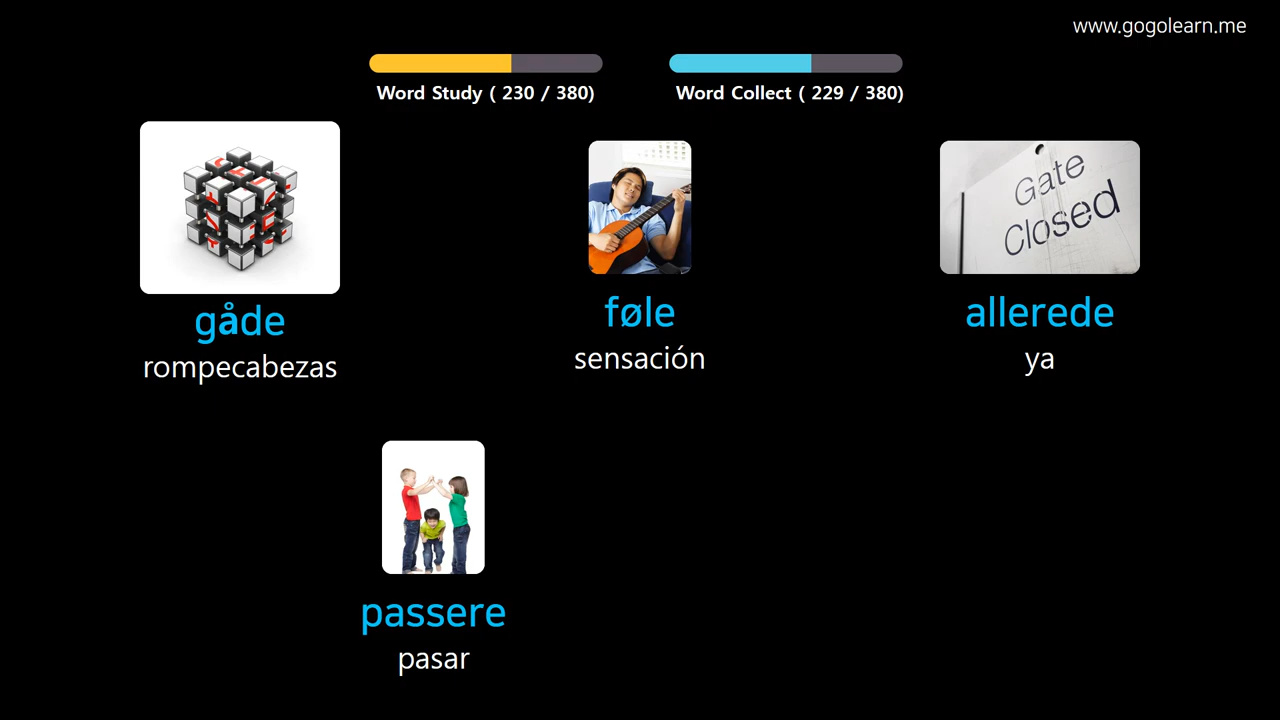 www.gogolearn.me
Word Study ( 230 / 380)
Word Collect ( 229 / 380)
Gate
Closed
gåde
føle
allerede
rompecabezas
sensación
ya
passere
pasar